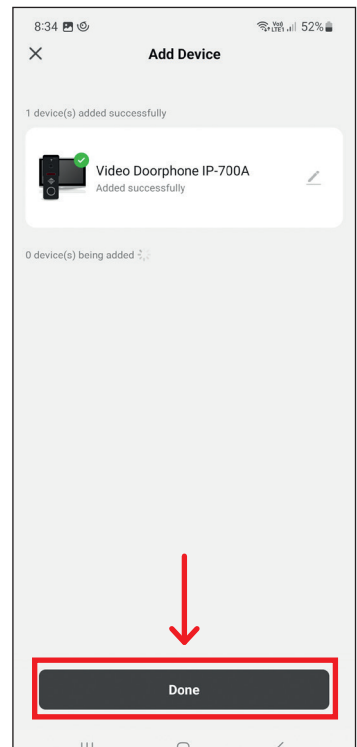 8:34 52%
Add Device
1 device(s) added successfully
Video Doorphone IP-700A
Added successfully
0 device(s) being added
Done